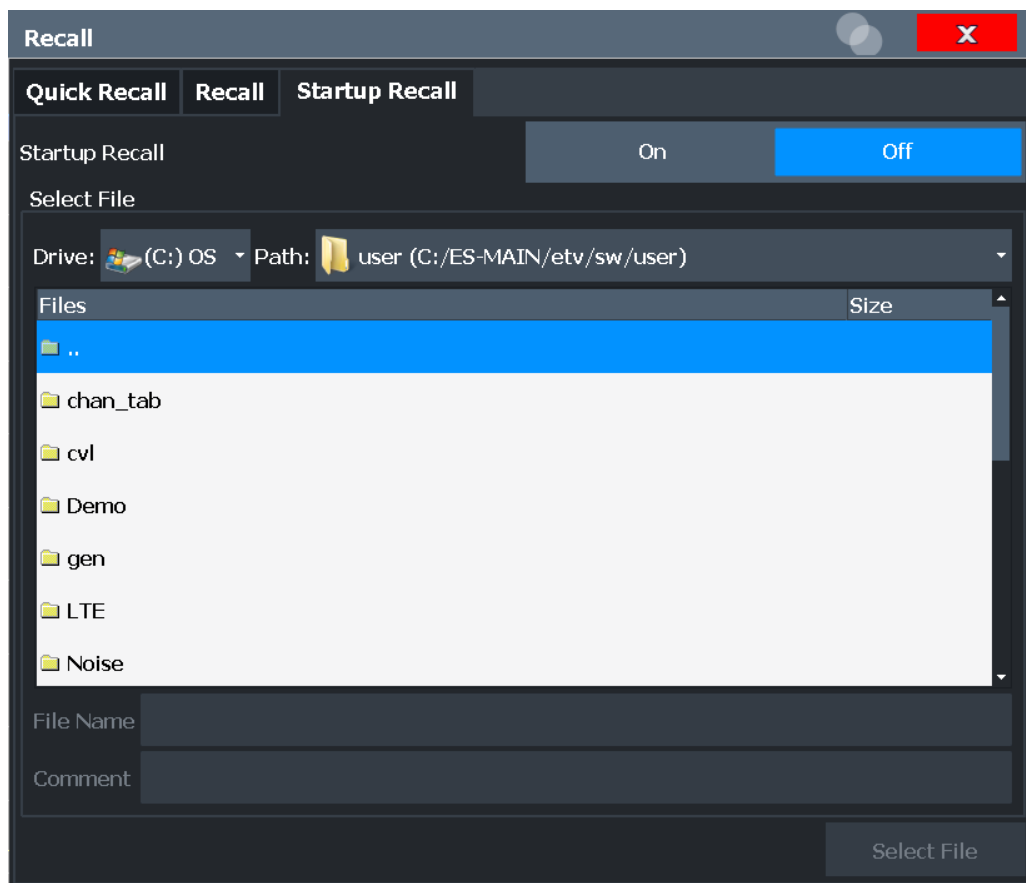 Recall
X
Quick Recall Recall Startup Recall
Startup Recall On Off
Select File
Drive: (C:) OS Path: user (C:/ES-MAIN/etv/sw/user)
Files Size
..
chan_tab
cvl
Demo
gen
LTE
Noise
File Name
Comment
Select File